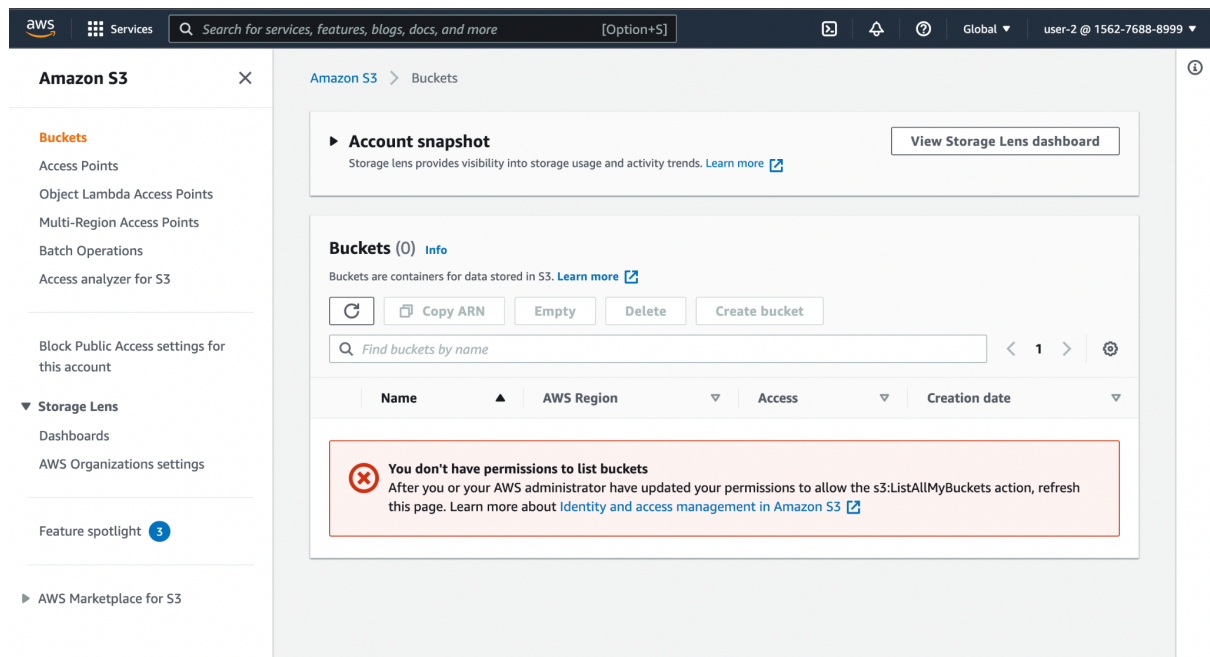 aws
Services
Search for services, features, blogs, docs, and more [Option+S]
Global
user-2 @ 1562-7688-8999
Amazon S3
Buckets
Access Points
Object Lambda Access Points
Multi-Region Access Points
Batch Operations
Access analyzer for S3
Block Public Access settings for
this account
Storage Lens
Dashboards
AWS Organizations settings
Feature spotlight 3
AWS Marketplace for S3
Amazon S3 > Buckets
Account snapshot
Storage lens provides visibility into storage usage and activity trends. Learn more
View Storage Lens dashboard
Buckets (0) Info
Buckets are containers for data stored in S3. Learn more
Copy ARN Empty Delete Create bucket
Find buckets by name
1
Name AWS Region Access Creation date
You don't have permissions to list buckets
After you or your AWS administrator have updated your permissions to allow the s3:ListAllMyBuckets action, refresh
this page. Learn more about Identity and access management in Amazon S3